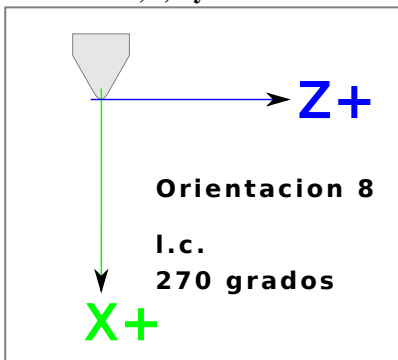 Z+
Orientacion 8
l.c.
270 grados
X+